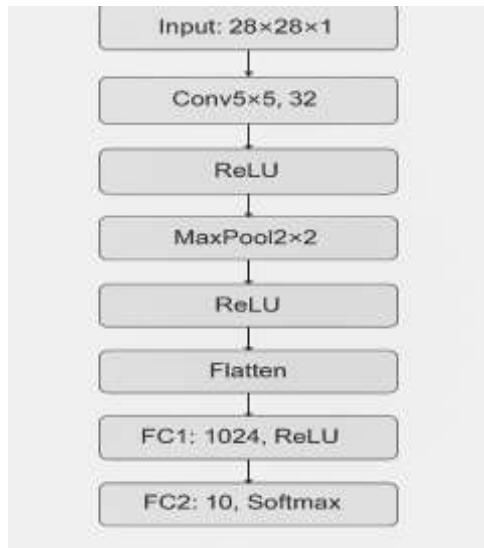 Input: 28×28×1
Conv5×5, 32
ReLU
MaxPool2×2
ReLU
Flatten
FC1: 1024, ReLU
FC2: 10, Softmax